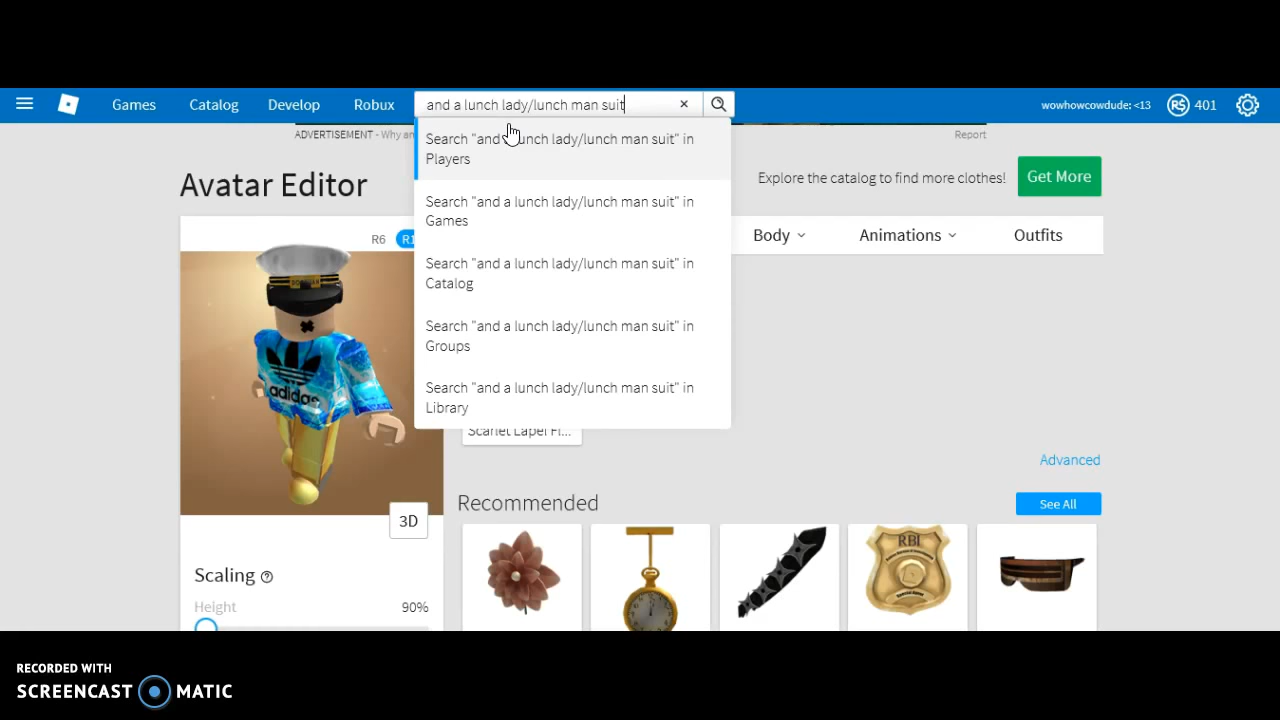 Games
Catalog
Develop
Robux
and a lunch lady/lunch man suit
wowhowcowdude: <13
R$ 401
ADVERTISEMENT - Why an
Report
Search "and a lunch lady/lunch man suit" in
Players
Search "and a lunch lady/lunch man suit" in
Games
Search "and a lunch lady/lunch man suit" in
Catalog
Search "and a lunch lady/lunch man suit" in
Groups
Search "and a lunch lady/lunch man suit" in
Library
Avatar Editor
Explore the catalog to find more clothes!
Get More
R6
Body
Animations
Outfits
adidas
3D
Scaling
Height
90%
Scarlet Lapel Fl...
Advanced
Recommended
See All
RBI
RECORDED WITH
SCREENCAST MATIC